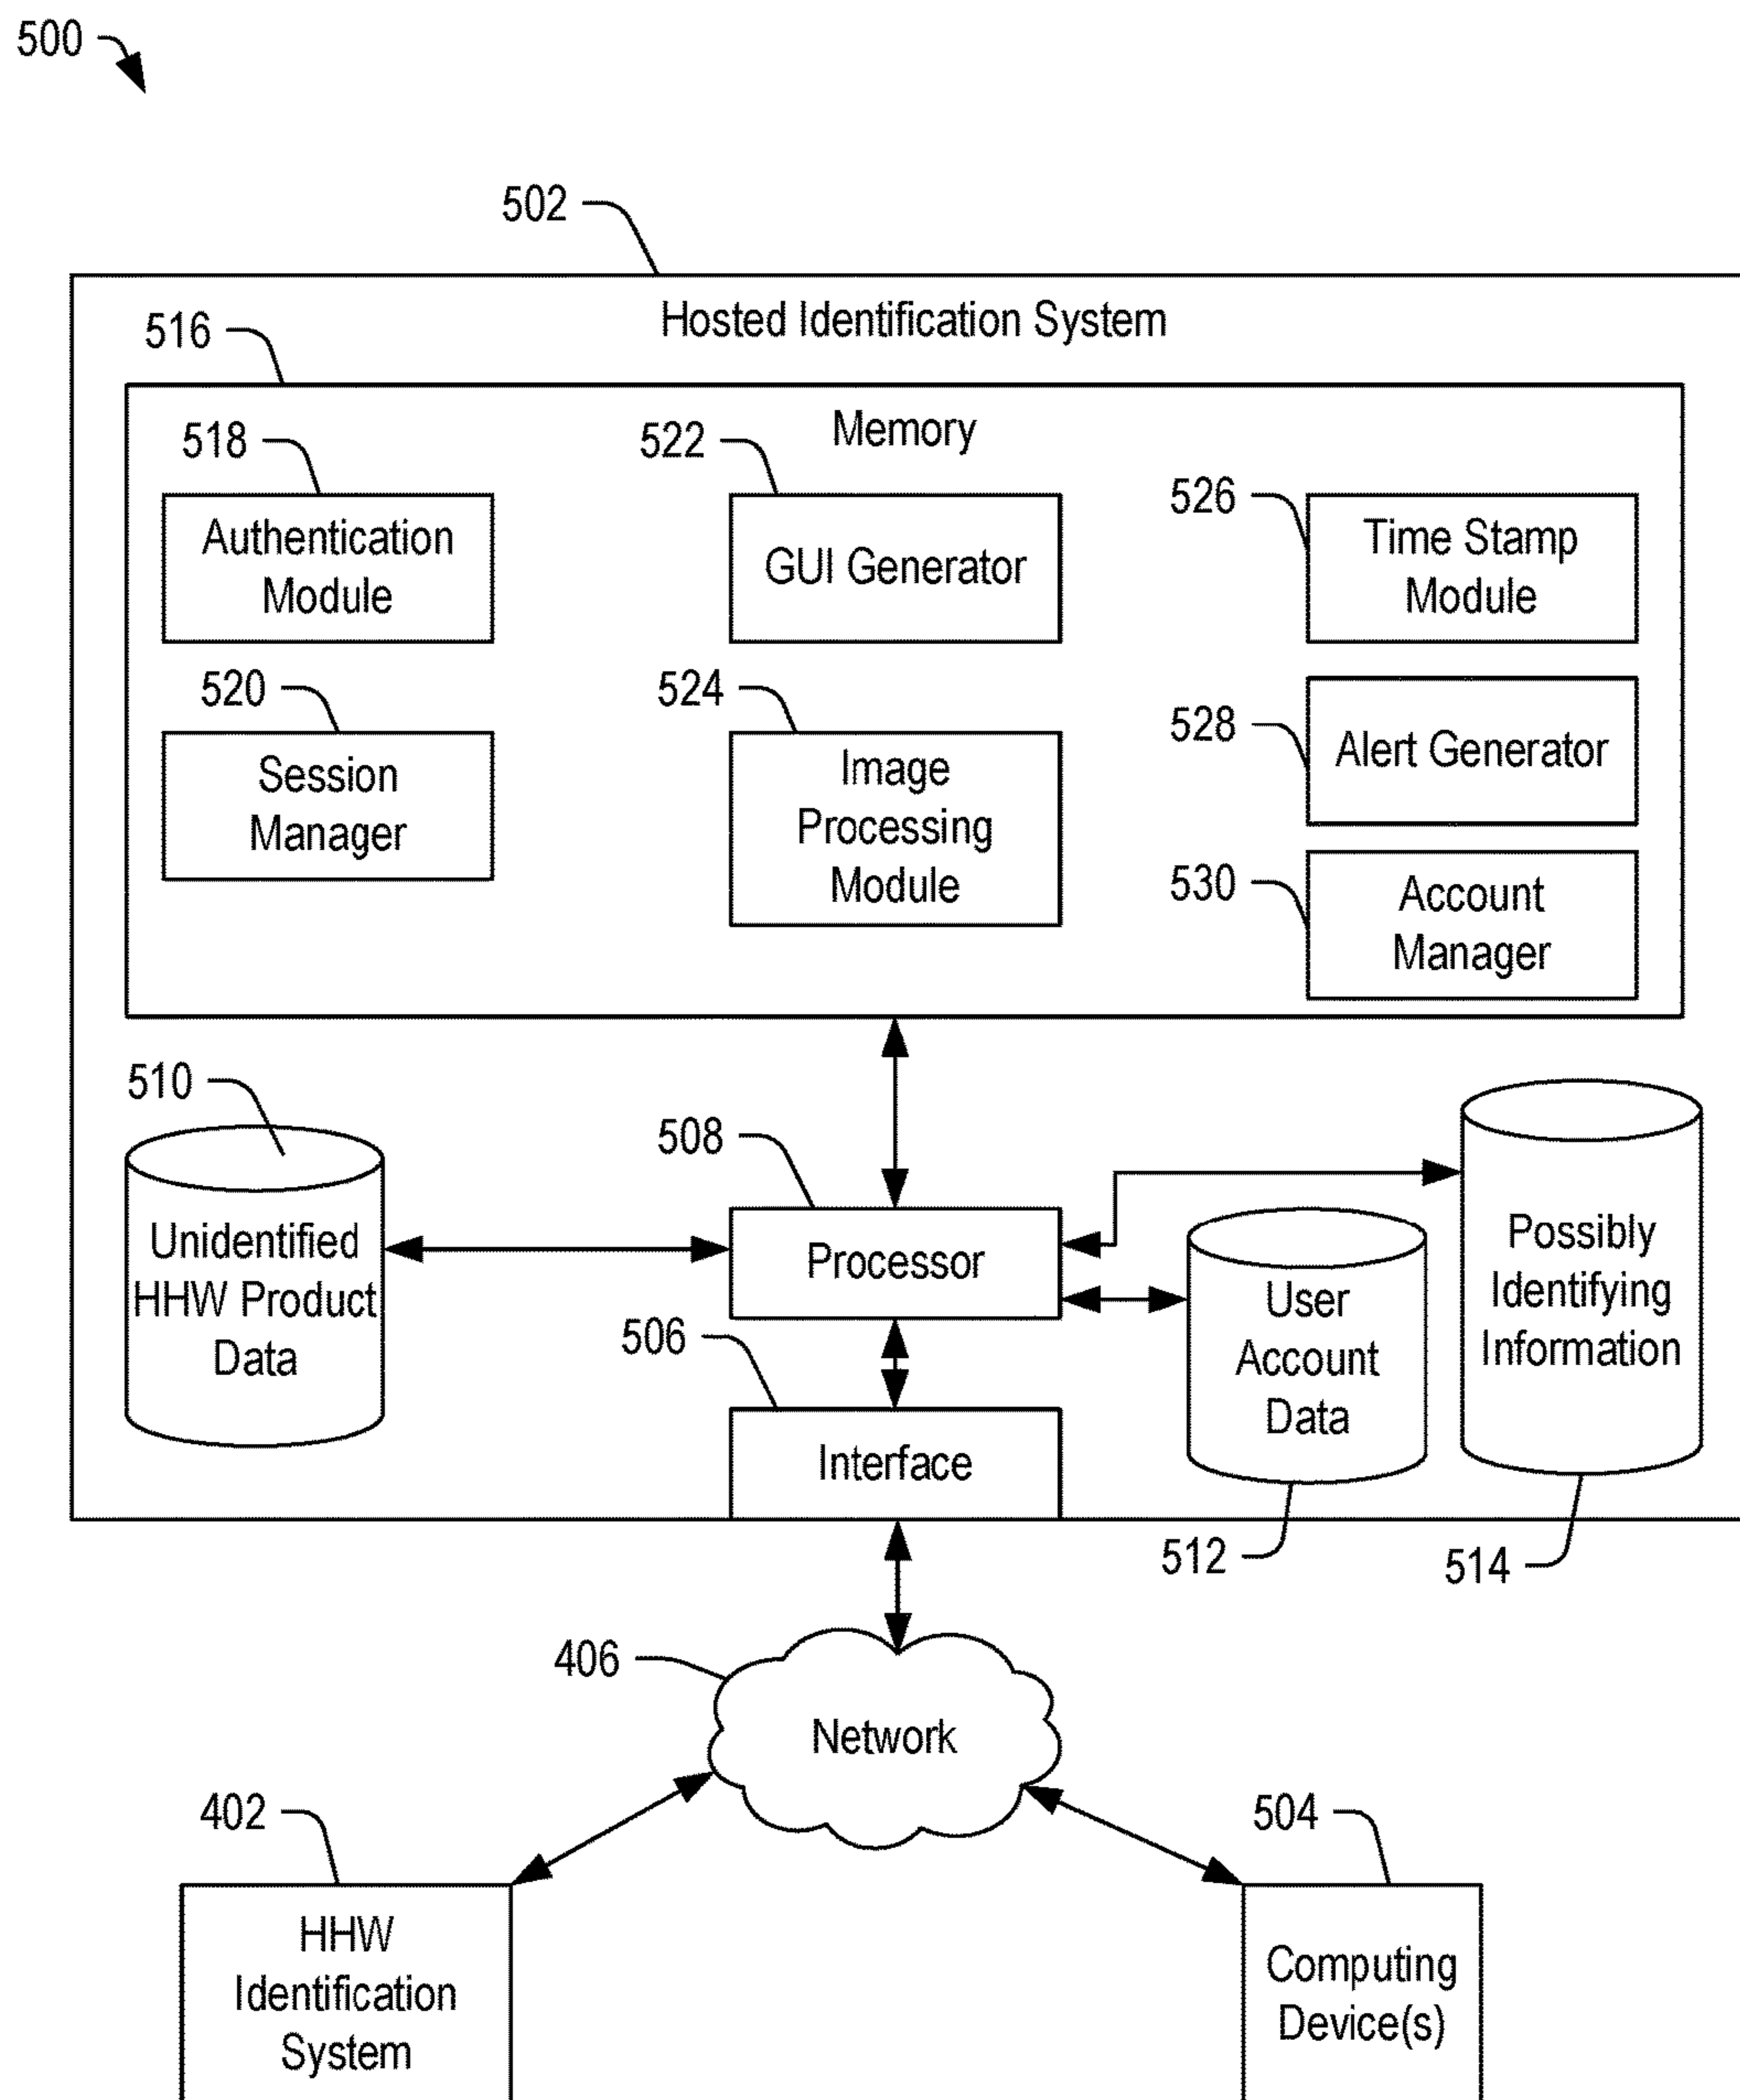 500
502
Hosted Identification System
516
Memory
518
Authentication
Module
522
GUI Generator
526
Time Stamp
Module
520
Session
Manager
524
Image
Processing
Module
528
Alert Generator
530
Account
Manager
510
Unidentified
HHW Product
Data
508
Processor
506
Interface
User
Account
Data
512
Possibly
Identifying
Information
514
406
Network
402
HHW
Identification
System
504
Computing
Device(s)